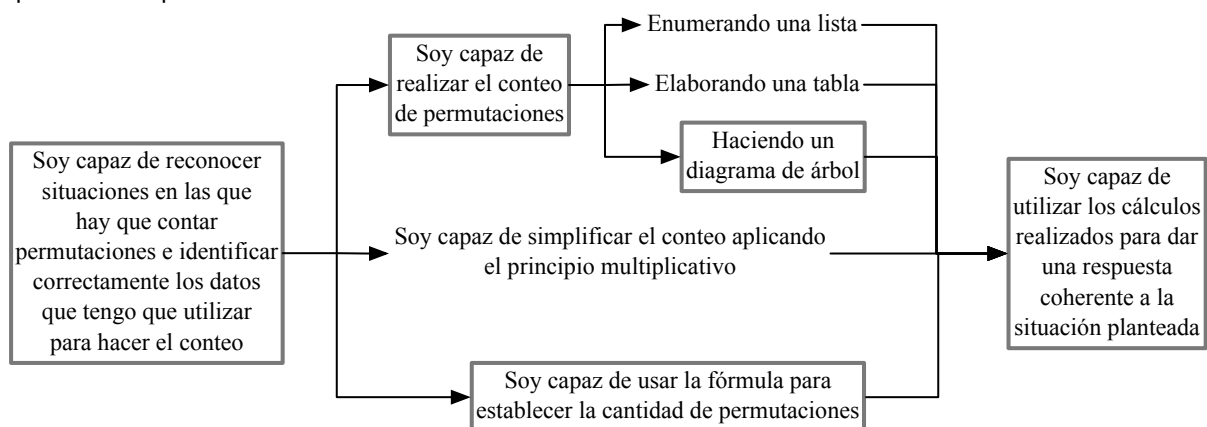 Soy capaz de reconocer
situaciones en las que
hay que contar
permutaciones e identificar
correctamente los datos
que tengo que utilizar
para hacer el conteo
Soy capaz de
realizar el conteo
de permutaciones
Enumerando una lista
Elaborando una tabla
Haciendo un
diagrama de árbol
Soy capaz de simplificar el conteo aplicando
el principio multiplicativo
Soy capaz de usar la fórmula para
establecer la cantidad de permutaciones
Soy capaz de
utilizar los cálculos
realizados para dar
una respuesta
coherente a la
situación planteada